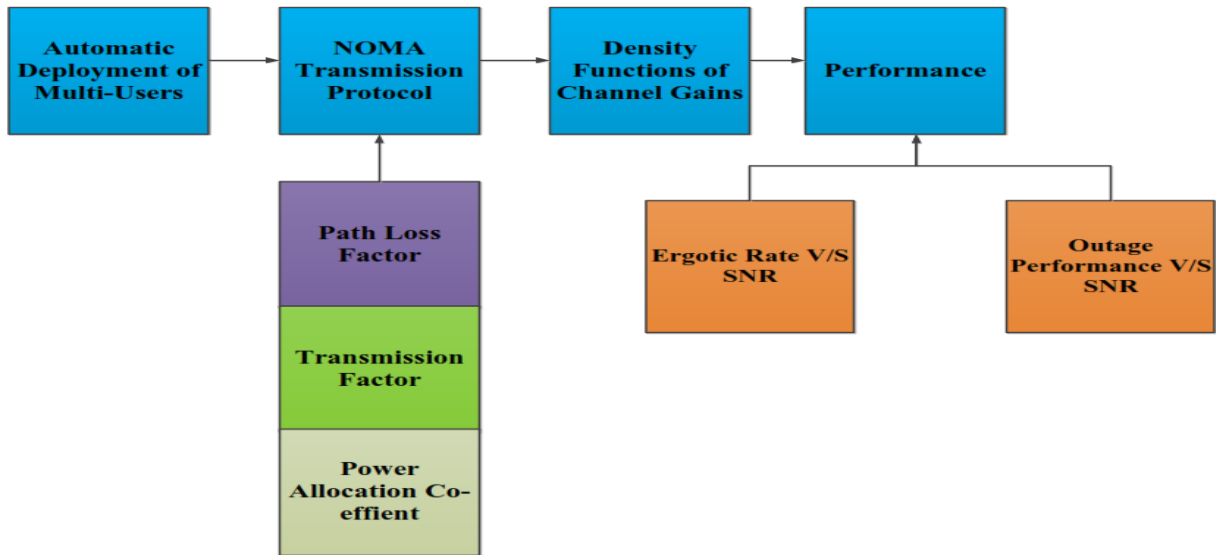 Automatic
Deployment of
Multi-Users
NOMA
Transmission
Protocol
Density
Functions of
Channel Gains
Performance
Path Loss
Factor
Transmission
Factor
Power
Allocation Co-
effient
Ergotic Rate V/S
SNR
Outage
Performance V/S
SNR